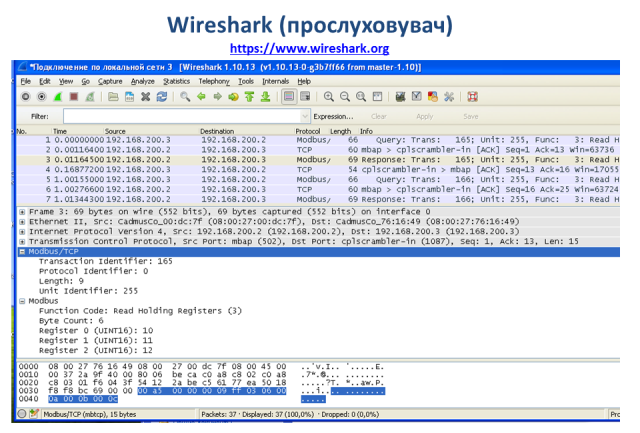 Wireshark (прослуховувач)
https://www.wireshark.org
*Подключение по локальной сети 3 [Wireshark 1.10.13 (v1.10.13-0-g3b7ff66 from master-1.10)]
File Edit View Go Capture Analyze Statistics Telephony Tools Internals Help
Filter: Expression... Clear Apply Save
No. Time Source Destination Protocol Length Info
1 0.00000000 192.168.200.3 192.168.200.2 Modbus/ 66 Query: Trans: 165; Unit: 255, Func: 3: Read H
2 0.00116400 192.168.200.2 192.168.200.3 TCP 60 mbap > cplscrambler-in [ACK] Seq=1 Ack=13 Win=63736
3 0.01164500 192.168.200.2 192.168.200.3 Modbus/ 69 Response: Trans: 165; Unit: 255, Func: 3: Read H
4 0.16877200 192.168.200.3 192.168.200.2 TCP 54 cplscrambler-in > mbap [ACK] Seq=13 Ack=16 Win=17055
5 1.00155000 192.168.200.3 192.168.200.2 Modbus/ 66 Query: Trans: 166; Unit: 255, Func: 3: Read H
6 1.00276600 192.168.200.2 192.168.200.3 TCP 60 mbap > cplscrambler-in [ACK] Seq=16 Ack=25 Win=63724
7 1.01344300 192.168.200.2 192.168.200.3 Modbus/ 69 Response: Trans: 166; Unit: 255, Func: 3: Read H
Frame 3: 69 bytes on wire (552 bits), 69 bytes captured (552 bits) on interface 0
Ethernet II, Src: CadmusCo_00:dc:7f (08:00:27:00:dc:7f), Dst: CadmusCo_76:16:49 (08:00:27:76:16:49)
Internet Protocol Version 4, Src: 192.168.200.2 (192.168.200.2), Dst: 192.168.200.3 (192.168.200.3)
Transmission Control Protocol, Src Port: mbap (502), Dst Port: cplscrambler-in (1087), Seq: 1, Ack: 13, Len: 15
Modbus/TCP
Transaction Identifier: 165
Protocol Identifier: 0
Length: 9
Unit Identifier: 255
Modbus
Function Code: Read Holding Registers (3)
Byte Count: 6
Register 0 (UINT16): 10
Register 1 (UINT16): 11
Register 2 (UINT16): 12
0000 08 00 27 76 16 49 08 00 27 00 dc 7f 08 00 45 00 ..'v.I.. '.....E.
0010 00 37 2a 9f 40 00 80 06 be ca c0 a8 c8 02 c0 a8 .7*.@... ........
0020 c8 03 01 f6 04 3f 54 12 2a be c5 61 77 ea 50 18 .....?T. *..aw.P.
0030 f8 f8 bc 69 00 00 00 a5 00 00 00 09 ff 03 06 00 ...i.... ........
0040 0a 00 0b 00 0c .....
Modbus/TCP (mbtcp), 15 bytes Packets: 37 · Displayed: 37 (100,0%) · Dropped: 0 (0,0%) Pro